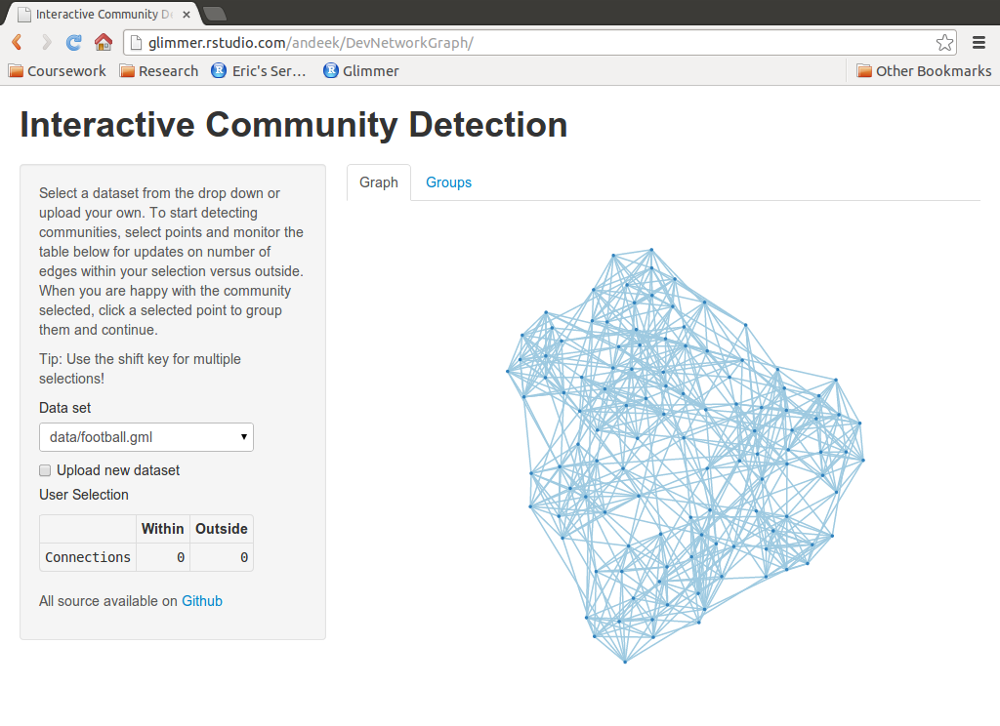 Interactive Community De
glimmer.rstudio.com/andeek/DevNetworkGraph/
Coursework Research Eric's Ser... Glimmer Other Bookmarks
Interactive Community Detection
Select a dataset from the drop down or
upload your own. To start detecting
communities, select points and monitor the
table below for updates on number of
edges within your selection versus outside.
When you are happy with the community
selected, click a selected point to group
them and continue.
Tip: Use the shift key for multiple
selections!
Data set
data/football.gml
Upload new dataset
User Selection
Within Outside
Connections 0 0
All source available on Github
Graph Groups